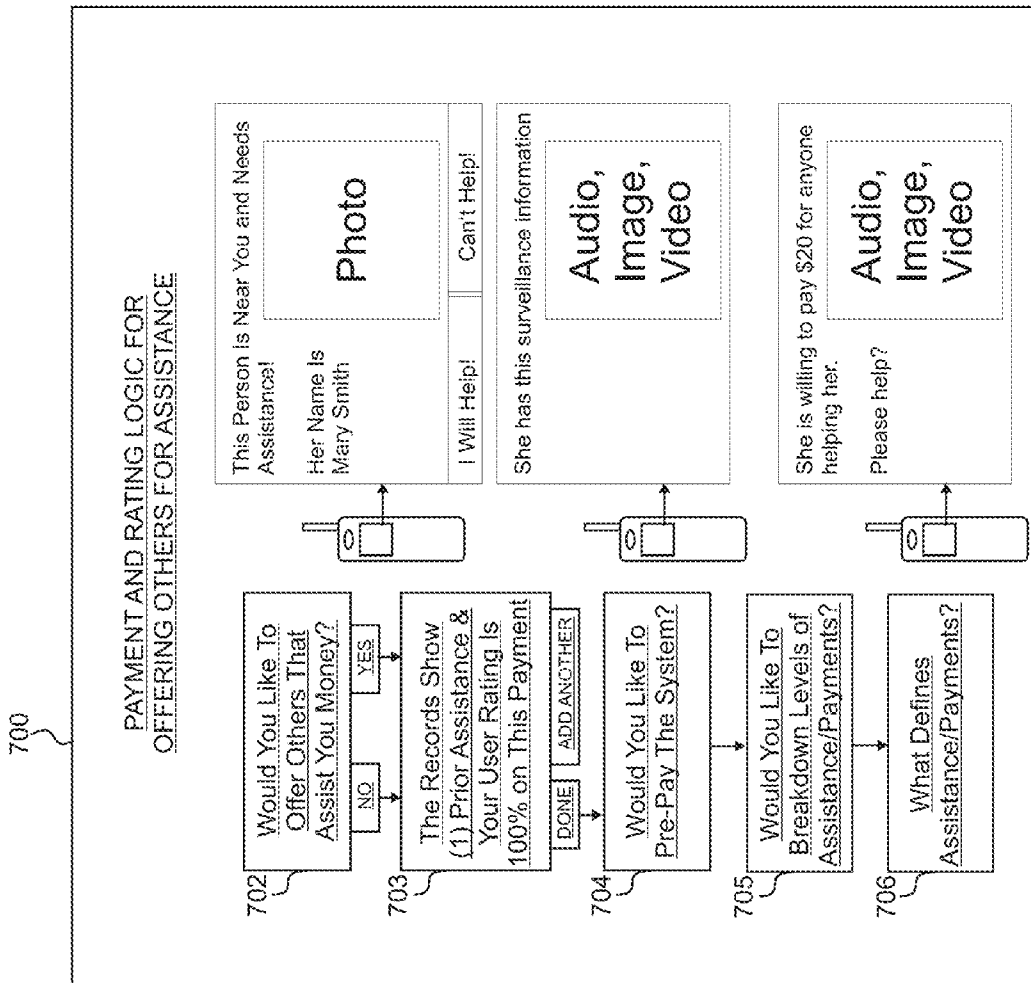 700
PAYMENT AND RATING LOGIC FOR
OFFERING OTHERS FOR ASSISTANCE
702
Would You Like To
Offer Others That
Assist You Money?
NO
YES
703
The Records Show
(1) Prior Assistance &
Your User Rating Is
100% on This Payment
DONE
ADD ANOTHER
704
Would You Like To
Pre-Pay The System?
705
Would You Like To
Breakdown Levels of
Assistance/Payments?
706
What Defines
Assistance/Payments?
This Person Is Near You and Needs
Assistance!
Her Name Is
Mary Smith
Photo
I Will Help!
Can't Help!
She has this surveillance information
Audio,
Image,
Video
She is willing to pay $20 for anyone
helping her.
Please help?
Audio,
Image,
Video